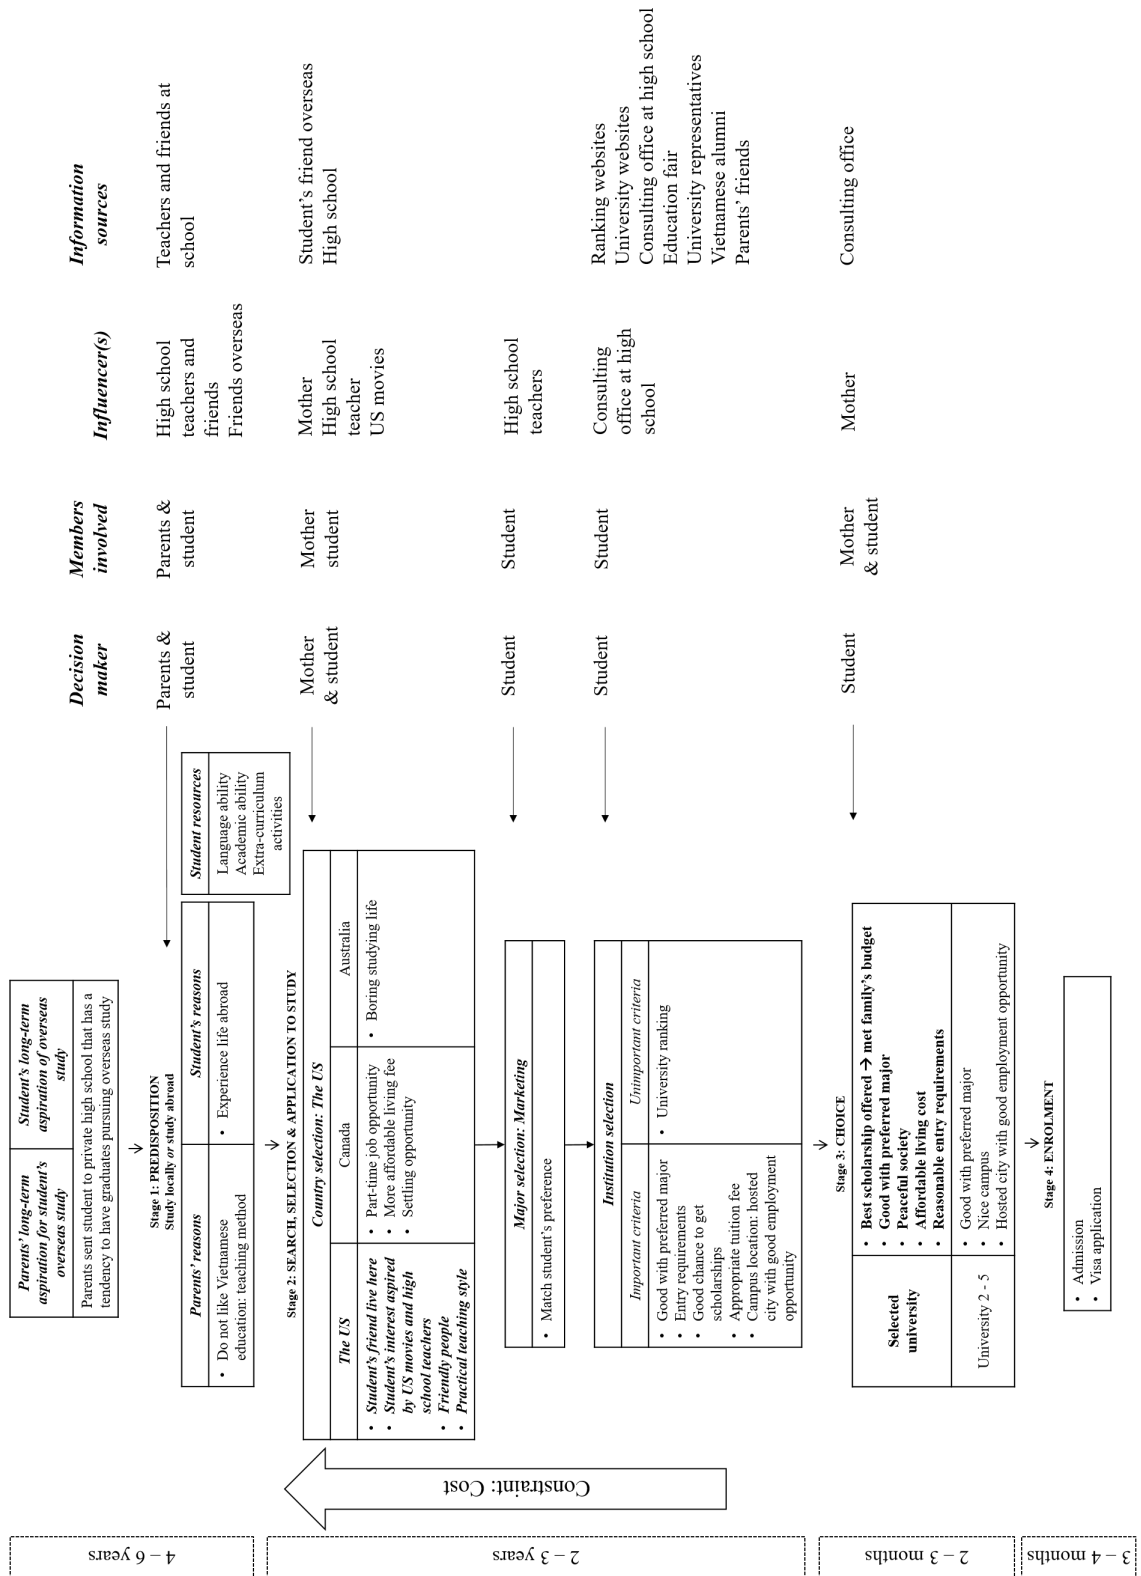 Decision
maker
Members
involved
Influencer(s)
Information
sources
Parents' long-term
aspiration for student's
overseas study
Student's long-term
aspiration of overseas
study
Parents sent student to private high school that has a
tendency to have graduates pursuing overseas study
Stage 1: PREDISPOSITION
Study locally or study abroad
Parents' reasons
Student's reasons
• Do not like Vietnamese
education: teaching method
• Experience life abroad
Student resources
Language ability
Academic ability
Extra-curriculum
activities
Parents &
student
Parents &
student
High school
teachers and
friends
Friends overseas
Teachers and friends at
school
Stage 2: SEARCH, SELECTION & APPLICATION TO STUDY
Country selection: The US
The US
Canada
Australia
• Student's friend live here
• Student's interest aspired
by US movies and high
school teachers
• Friendly people
• Practical teaching style
• Part-time job opportunity
• More affordable living fee
• Settling opportunity
• Boring studying life
Mother
& student
Mother
student
Mother
High school
teacher
US movies
Student's friend overseas
High school
Major selection: Marketing
• Match student's preference
Student
Student
High school
teachers
Institution selection
Important criteria
Unimportant criteria
• Good with preferred major
• Entry requirements
• Good chance to get
scholarships
• Appropriate tuition fee
• Campus location: hosted
city with good employment
opportunity
• University ranking
Student
Student
Consulting
office at high
school
Ranking websites
University websites
Consulting office at high school
Education fair
University representatives
Vietnamese alumni
Parents' friends
Stage 3: CHOICE
Selected
university
• Best scholarship offered → met family's budget
• Good with preferred major
• Peaceful society
• Affordable living cost
• Reasonable entry requirements
University 2 - 5
• Good with preferred major
• Nice campus
• Hosted city with good employment opportunity
Student
Mother
& student
Mother
Consulting office
Stage 4: ENROLMENT
• Admission
• Visa application
Constraint: Cost
4 – 6 years
2 – 3 years
2 – 3 months
3 – 4 months